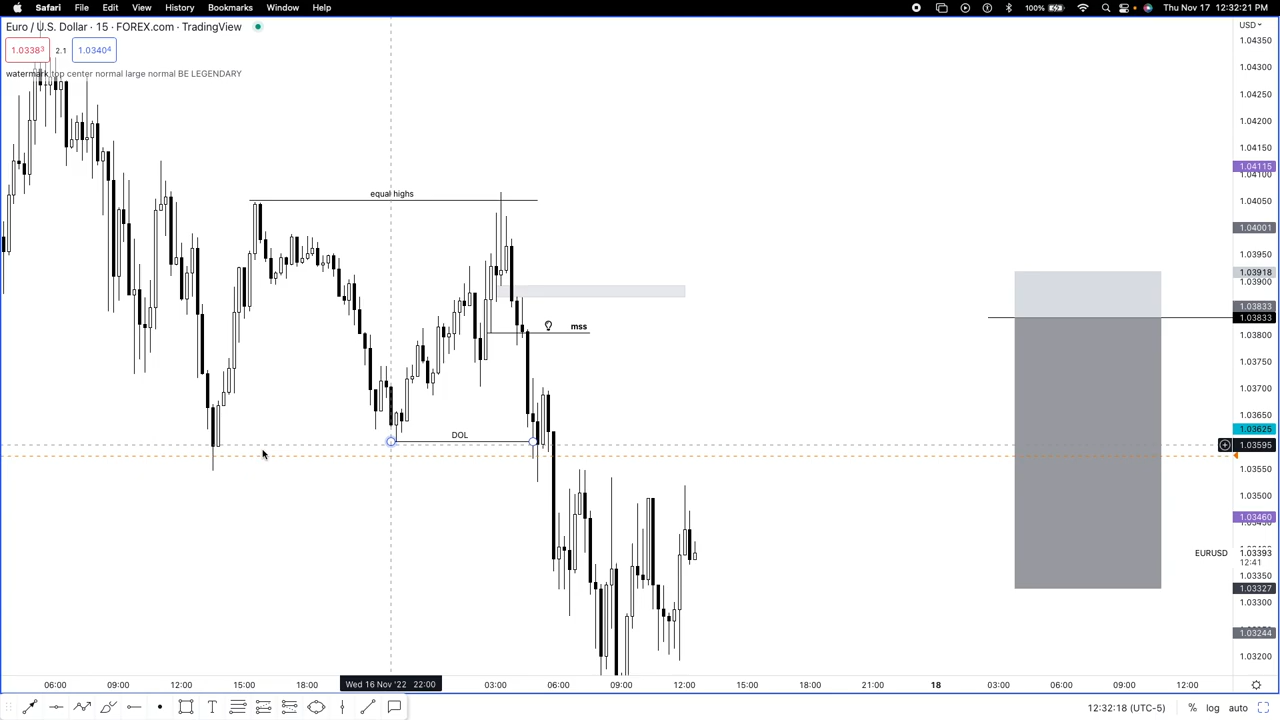 Safari File Edit View History Bookmarks Window Help 100% Thu Nov 17 12:32:21 PM
Euro / U.S. Dollar · 15 · FOREX.com · TradingView
USD
1.03383 2.1 1.03404
watermark top center normal large normal BE LEGENDARY
1.04350
1.04300
1.04250
1.04200
1.04150
1.04115
1.04100
1.04050
1.04001
1.03950
1.03918
1.03900
1.03833
1.03833
1.03800
1.03750
1.03700
1.03650
1.03625
1.03595
1.03550
1.03500
1.03460
EURUSD 1.03393
12:41
1.03350
1.03327
1.03300
1.03244
1.03200
equal highs
mss
DOL
06:00 09:00 12:00 15:00 18:00 Wed 16 Nov '22 22:00 03:00 06:00 09:00 12:00 15:00 18:00 21:00 18 03:00 06:00 09:00 12:00
12:32:18 (UTC-5) % log auto